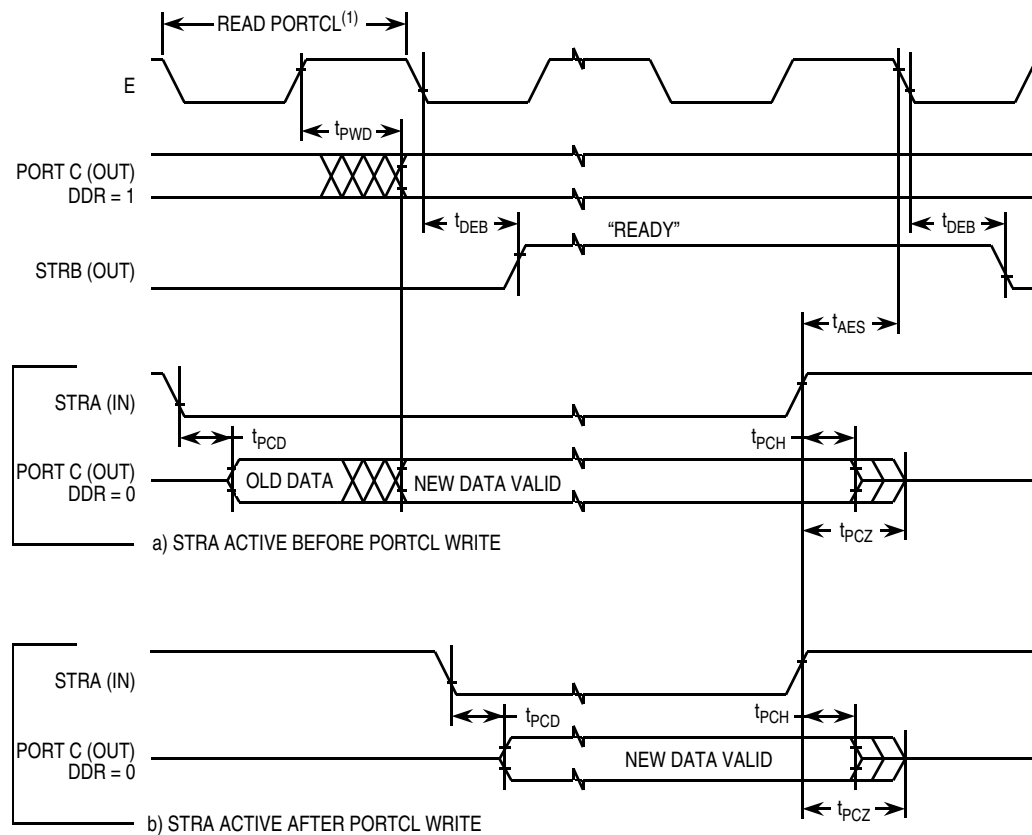 READ PORTCL(1)
E
tPWD
PORT C (OUT)
DDR = 1
tDEB
“READY”
tDEB
STRB (OUT)
tAES
STRA (IN)
tPCD
tPCH
PORT C (OUT)
DDR = 0
OLD DATA
NEW DATA VALID
tPCZ
a) STRA ACTIVE BEFORE PORTCL WRITE
STRA (IN)
tPCD
tPCH
PORT C (OUT)
DDR = 0
NEW DATA VALID
tPCZ
b) STRA ACTIVE AFTER PORTCL WRITE